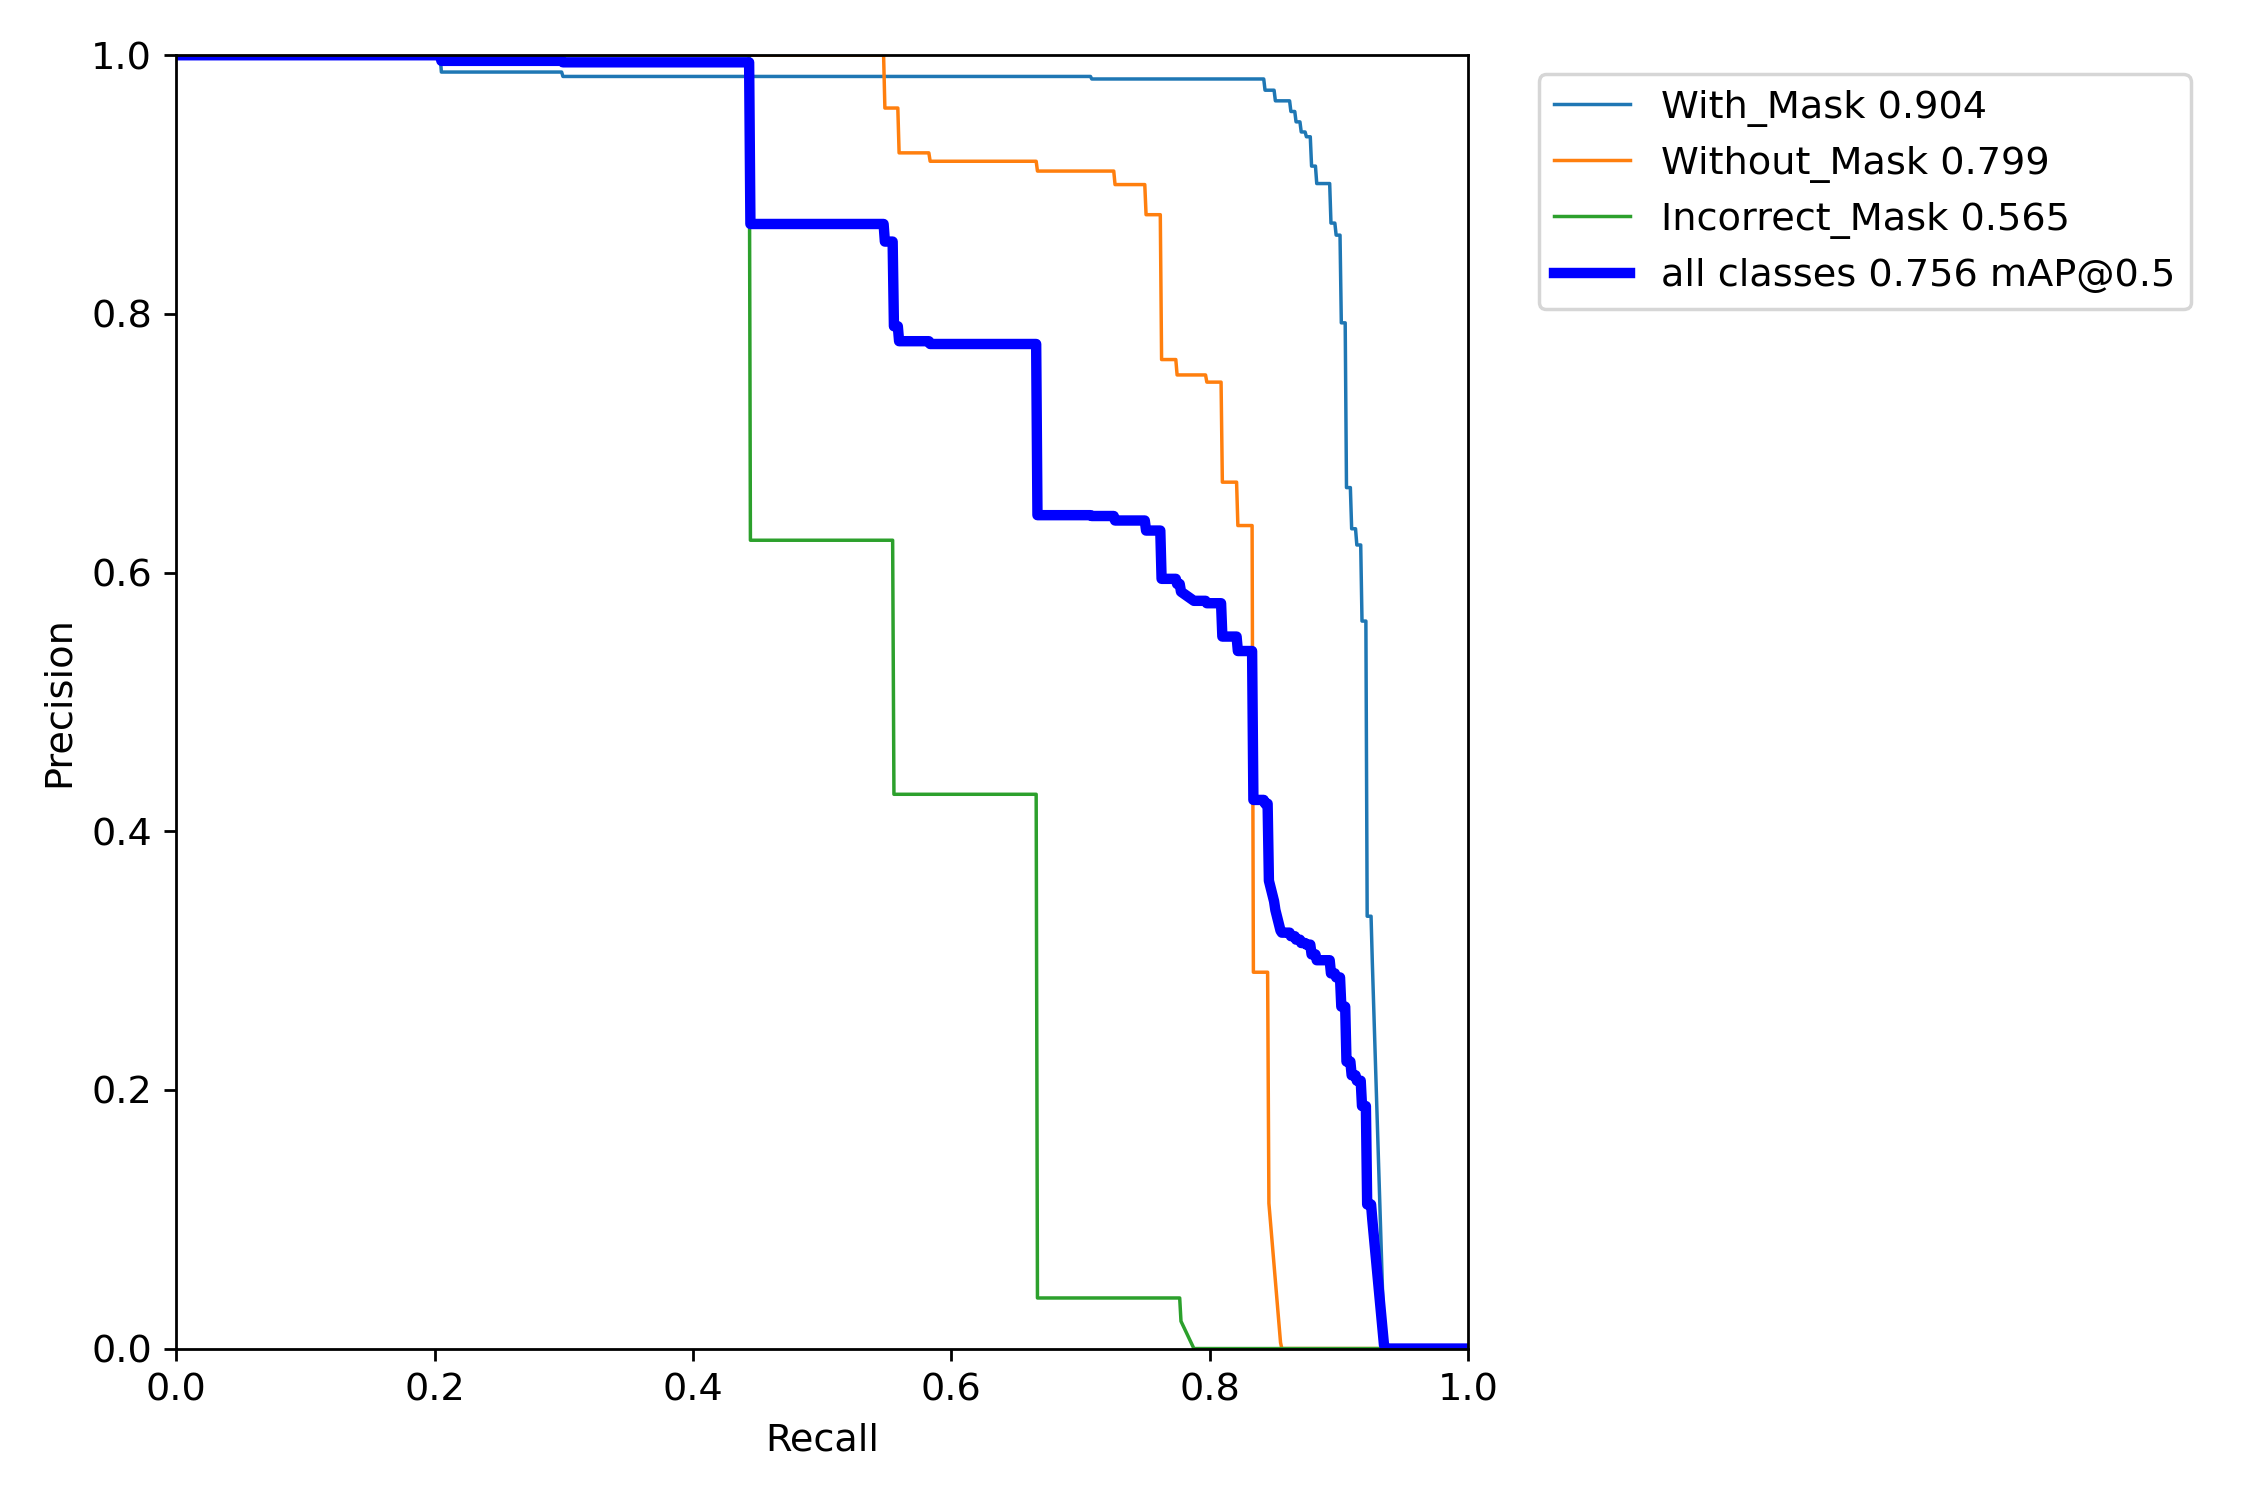 1.0
0.8
0.6
0.4
0.2
0.0
Precision
0.0 0.2 0.4 0.6 0.8 1.0
Recall
With_Mask 0.904
Without_Mask 0.799
Incorrect_Mask 0.565
all classes 0.756 mAP@0.5